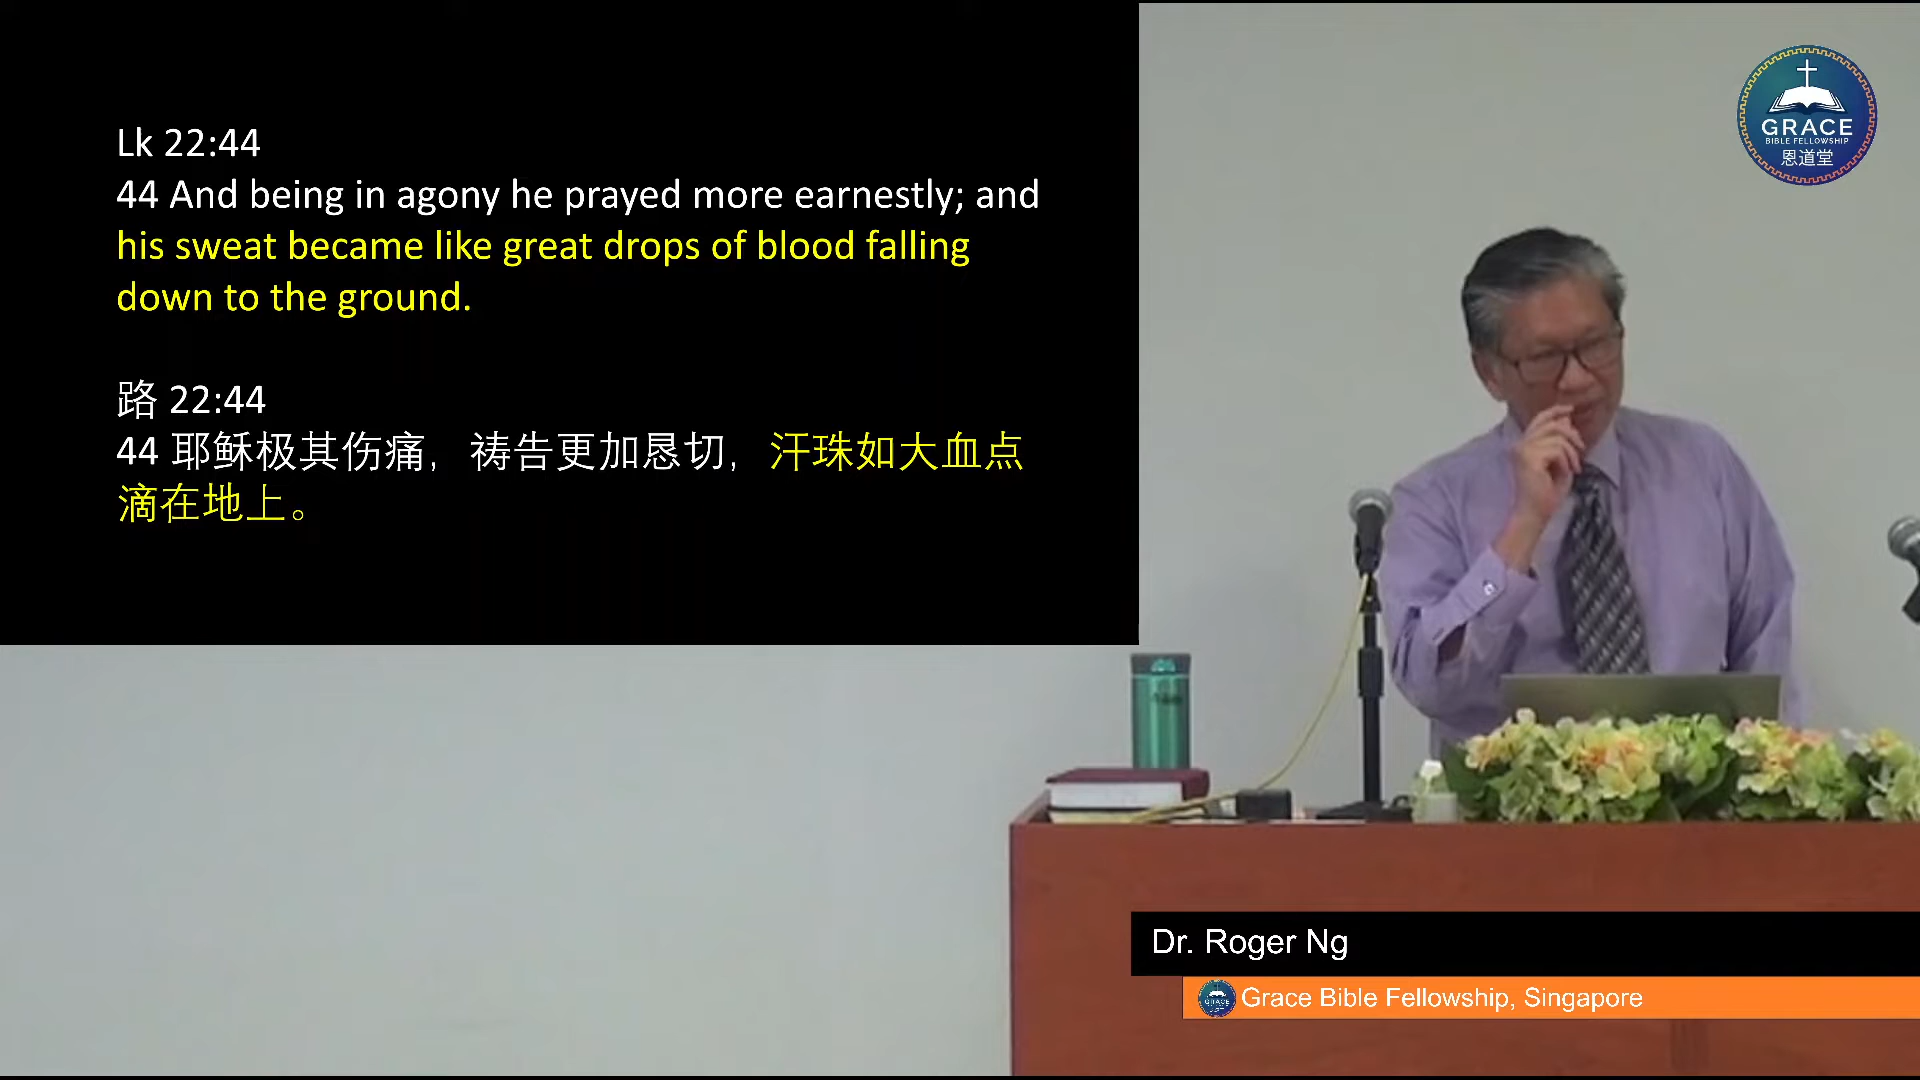 Lk 22:44
44 And being in agony he prayed more earnestly; and
his sweat became like great drops of blood falling
down to the ground.
路 22:44
44 耶稣极其伤痛，祷告更加恳切，汗珠如大血点
滴在地上。
GRACE
BIBLE FELLOWSHIP
恩道堂
Dr. Roger Ng
GRACE
Grace Bible Fellowship, Singapore